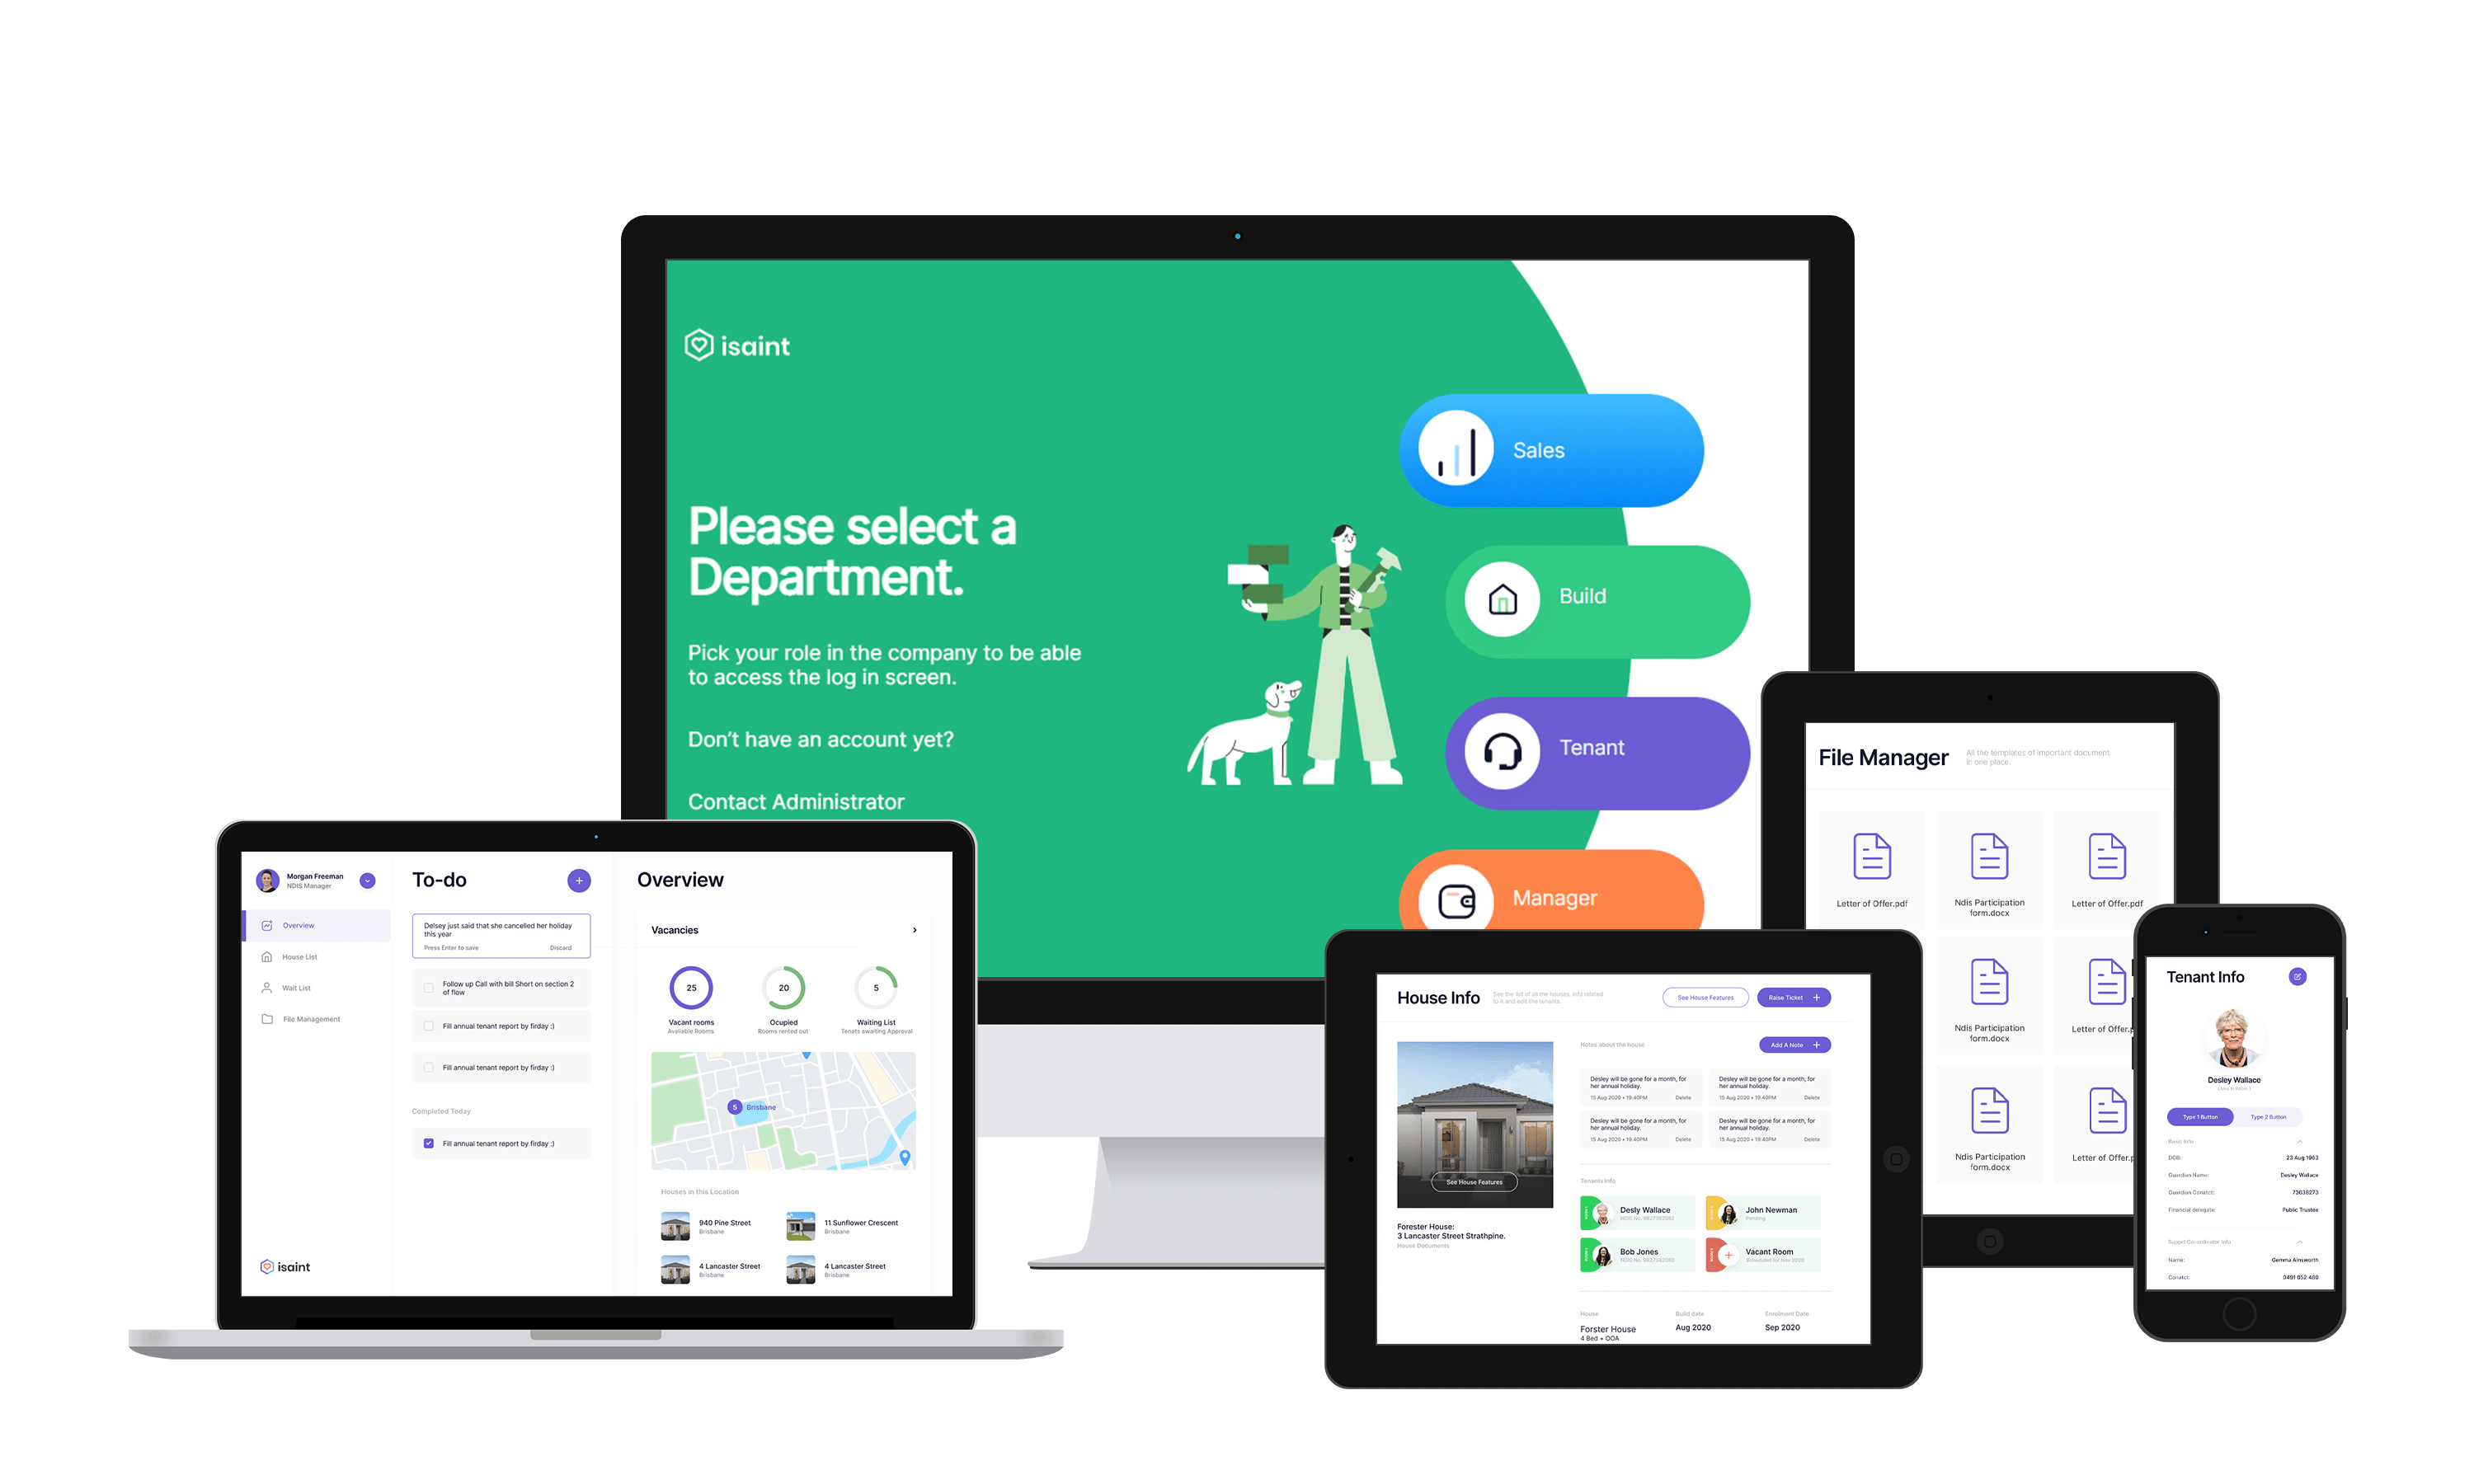 isaint
Please select a
Department.
Pick your role in the company to be able
to access the log in screen.
Don't have an account yet?
Contact Administrator
Sales
Build
Tenant
Manager
Morgan Freeman
NDIS Manager
Overview
House List
Wait List
File Management
isaint
To-do
Delsey just said that she cancelled her holiday
this year
Press Enter to save
Discard
Follow up Call with bill Short on section 2
of flow
Fill annual tenant report by firday :)
Fill annual tenant report by firday :)
Completed Today
Fill annual tenant report by firday :)
Overview
Vacancies
25
20
5
Vacant rooms
Available Rooms
Ocupied
Rooms rented out
Waiting List
Tenats awaiting Approval
5 Brisbane
Houses in this Location
940 Pine Street
Brisbane
11 Sunflower Crescent
Brisbane
4 Lancaster Street
Brisbane
4 Lancaster Street
Brisbane
House Info
See the list of all the houses, info related
to it and edit the tenants.
See House Features
Raise Ticket
See House Features
Forester House:
3 Lancaster Street Strathpine.
House Documents
Notes about the house
Add A Note
Desley will be gone for a month, for
her annual holiday.
15 Aug 2020 • 19:40PM
Delete
Desley will be gone for a month, for
her annual holiday.
15 Aug 2020 • 19:40PM
Delete
Desley will be gone for a month, for
her annual holiday.
15 Aug 2020 • 19:40PM
Delete
Desley will be gone for a month, for
her annual holiday.
15 Aug 2020 • 19:40PM
Delete
Tenants Info
Desly Wallace
John Newman
Pending
Bob Jones
Vacant Room
Scheduled for Nov 2020
House
Forster House
4 Bed + OOA
Build date
Aug 2020
Enrolment Date
Sep 2020
File Manager
All the templates of important document
in one place.
Letter of Offer.pdf
Ndis Participation
form.docx
Letter of Offer.pdf
Ndis Participation
form.docx
Letter of Offer.p
Ndis Participation
form.docx
Letter of Offer.p
Tenant Info
Desley Wallace
Lives in Room 1
Type 1 Button
Type 2 Button
Basic Info
DOB:
23 Aug 1963
Guardian Name:
Desley Wallace
Guardian Conatct:
73638273
Financial delegate:
Public Trustee
Supprt Co-ordinator Info
Name:
Gemma Ainsworth
Conatct:
0491 852 480